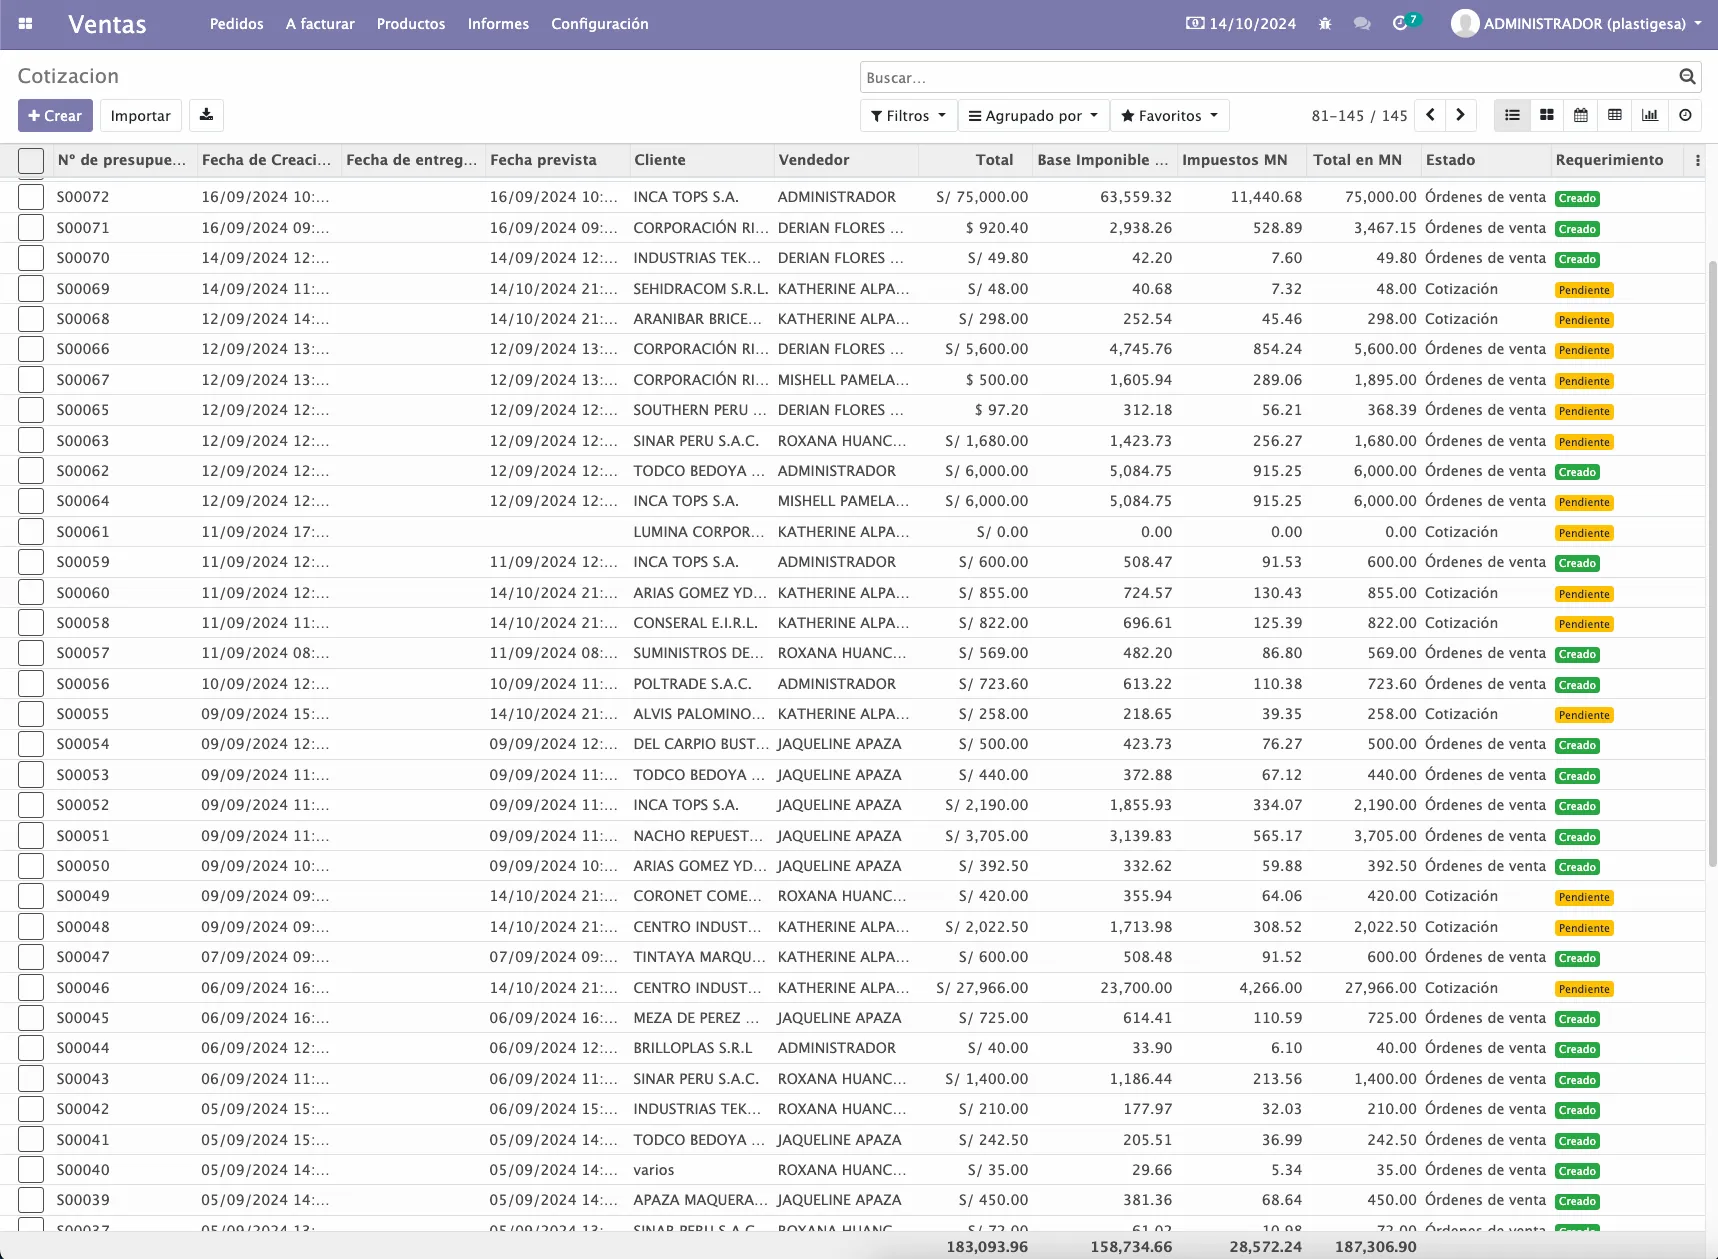 Ventas Pedidos A facturar Productos Informes Configuración 14/10/2024 7 ADMINISTRADOR (plastigesa)
Cotizacion Buscar...
Crear Importar Filtros Agrupado por Favoritos 81-145 / 145
Nº de presupue... Fecha de Creaci... Fecha de entreg... Fecha prevista Cliente Vendedor Total Base Imponible ... Impuestos MN Total en MN Estado Requerimiento
S00072 16/09/2024 10:... 16/09/2024 10:... INCA TOPS S.A. ADMINISTRADOR S/ 75,000.00 63,559.32 11,440.68 75,000.00 Órdenes de venta Creado
S00071 16/09/2024 09:... 16/09/2024 09:... CORPORACIÓN RI... DERIAN FLORES ... $ 920.40 2,938.26 528.89 3,467.15 Órdenes de venta Creado
S00070 14/09/2024 12:... 14/09/2024 12:... INDUSTRIAS TEK... DERIAN FLORES ... S/ 49.80 42.20 7.60 49.80 Órdenes de venta Creado
S00069 14/09/2024 11:... 14/10/2024 21:... SEHIDRACOM S.R.L. KATHERINE ALPA... S/ 48.00 40.68 7.32 48.00 Cotización Pendiente
S00068 12/09/2024 14:... 14/10/2024 21:... ARANIBAR BRICE... KATHERINE ALPA... S/ 298.00 252.54 45.46 298.00 Cotización Pendiente
S00066 12/09/2024 13:... 12/09/2024 13:... CORPORACIÓN RI... DERIAN FLORES ... S/ 5,600.00 4,745.76 854.24 5,600.00 Órdenes de venta Pendiente
S00067 12/09/2024 13:... 12/09/2024 13:... CORPORACIÓN RI... MISHELL PAMELA... $ 500.00 1,605.94 289.06 1,895.00 Órdenes de venta Pendiente
S00065 12/09/2024 12:... 12/09/2024 12:... SOUTHERN PERU ... DERIAN FLORES ... $ 97.20 312.18 56.21 368.39 Órdenes de venta Pendiente
S00063 12/09/2024 12:... 12/09/2024 12:... SINAR PERU S.A.C. ROXANA HUANC... S/ 1,680.00 1,423.73 256.27 1,680.00 Órdenes de venta Pendiente
S00062 12/09/2024 12:... 12/09/2024 12:... TODCO BEDOYA ... ADMINISTRADOR S/ 6,000.00 5,084.75 915.25 6,000.00 Órdenes de venta Creado
S00064 12/09/2024 12:... 12/09/2024 12:... INCA TOPS S.A. MISHELL PAMELA... S/ 6,000.00 5,084.75 915.25 6,000.00 Órdenes de venta Pendiente
S00061 11/09/2024 17:... LUMINA CORPOR... KATHERINE ALPA... S/ 0.00 0.00 0.00 0.00 Cotización Pendiente
S00059 11/09/2024 12:... 11/09/2024 12:... INCA TOPS S.A. ADMINISTRADOR S/ 600.00 508.47 91.53 600.00 Órdenes de venta Creado
S00060 11/09/2024 12:... 14/10/2024 21:... ARIAS GOMEZ YD... KATHERINE ALPA... S/ 855.00 724.57 130.43 855.00 Cotización Pendiente
S00058 11/09/2024 11:... 14/10/2024 21:... CONSERAL E.I.R.L. KATHERINE ALPA... S/ 822.00 696.61 125.39 822.00 Cotización Pendiente
S00057 11/09/2024 08:... 11/09/2024 08:... SUMINISTROS DE... ROXANA HUANC... S/ 569.00 482.20 86.80 569.00 Órdenes de venta Creado
S00056 10/09/2024 12:... 10/09/2024 11:... POLTRADE S.A.C. ADMINISTRADOR S/ 723.60 613.22 110.38 723.60 Órdenes de venta Creado
S00055 09/09/2024 15:... 14/10/2024 21:... ALVIS PALOMINO... KATHERINE ALPA... S/ 258.00 218.65 39.35 258.00 Cotización Pendiente
S00054 09/09/2024 12:... 09/09/2024 12:... DEL CARPIO BUST... JAQUELINE APAZA S/ 500.00 423.73 76.27 500.00 Órdenes de venta Creado
S00053 09/09/2024 11:... 09/09/2024 11:... TODCO BEDOYA ... JAQUELINE APAZA S/ 440.00 372.88 67.12 440.00 Órdenes de venta Creado
S00052 09/09/2024 11:... 09/09/2024 11:... INCA TOPS S.A. JAQUELINE APAZA S/ 2,190.00 1,855.93 334.07 2,190.00 Órdenes de venta Creado
S00051 09/09/2024 11:... 09/09/2024 11:... NACHO REPUEST... JAQUELINE APAZA S/ 3,705.00 3,139.83 565.17 3,705.00 Órdenes de venta Creado
S00050 09/09/2024 10:... 09/09/2024 10:... ARIAS GOMEZ YD... JAQUELINE APAZA S/ 392.50 332.62 59.88 392.50 Órdenes de venta Creado
S00049 09/09/2024 09:... 14/10/2024 21:... CORONET COME... ROXANA HUANC... S/ 420.00 355.94 64.06 420.00 Cotización Pendiente
S00048 09/09/2024 09:... 14/10/2024 21:... CENTRO INDUST... KATHERINE ALPA... S/ 2,022.50 1,713.98 308.52 2,022.50 Cotización Pendiente
S00047 07/09/2024 09:... 07/09/2024 09:... TINTAYA MARQU... KATHERINE ALPA... S/ 600.00 508.48 91.52 600.00 Órdenes de venta Creado
S00046 06/09/2024 16:... 14/10/2024 21:... CENTRO INDUST... KATHERINE ALPA... S/ 27,966.00 23,700.00 4,266.00 27,966.00 Cotización Pendiente
S00045 06/09/2024 16:... 06/09/2024 16:... MEZA DE PEREZ ... JAQUELINE APAZA S/ 725.00 614.41 110.59 725.00 Órdenes de venta Creado
S00044 06/09/2024 12:... 06/09/2024 12:... BRILLOPLAS S.R.L ADMINISTRADOR S/ 40.00 33.90 6.10 40.00 Órdenes de venta Creado
S00043 06/09/2024 11:... 06/09/2024 11:... SINAR PERU S.A.C. ROXANA HUANC... S/ 1,400.00 1,186.44 213.56 1,400.00 Órdenes de venta Creado
S00042 05/09/2024 15:... 06/09/2024 15:... INDUSTRIAS TEK... ROXANA HUANC... S/ 210.00 177.97 32.03 210.00 Órdenes de venta Creado
S00041 05/09/2024 15:... 05/09/2024 14:... TODCO BEDOYA ... JAQUELINE APAZA S/ 242.50 205.51 36.99 242.50 Órdenes de venta Creado
S00040 05/09/2024 14:... 05/09/2024 14:... varios ROXANA HUANC... S/ 35.00 29.66 5.34 35.00 Órdenes de venta Creado
S00039 05/09/2024 14:... 05/09/2024 14:... APAZA MAQUERA... JAQUELINE APAZA S/ 450.00 381.36 68.64 450.00 Órdenes de venta Creado
S00037 05/09/2024 13:... 05/09/2024 13:... SINAR PERU S.A.C. ROXANA HUANC... S/ 72.00 61.02 10.98 72.00 Órdenes de venta Creado
183,093.96 158,734.66 28,572.24 187,306.90